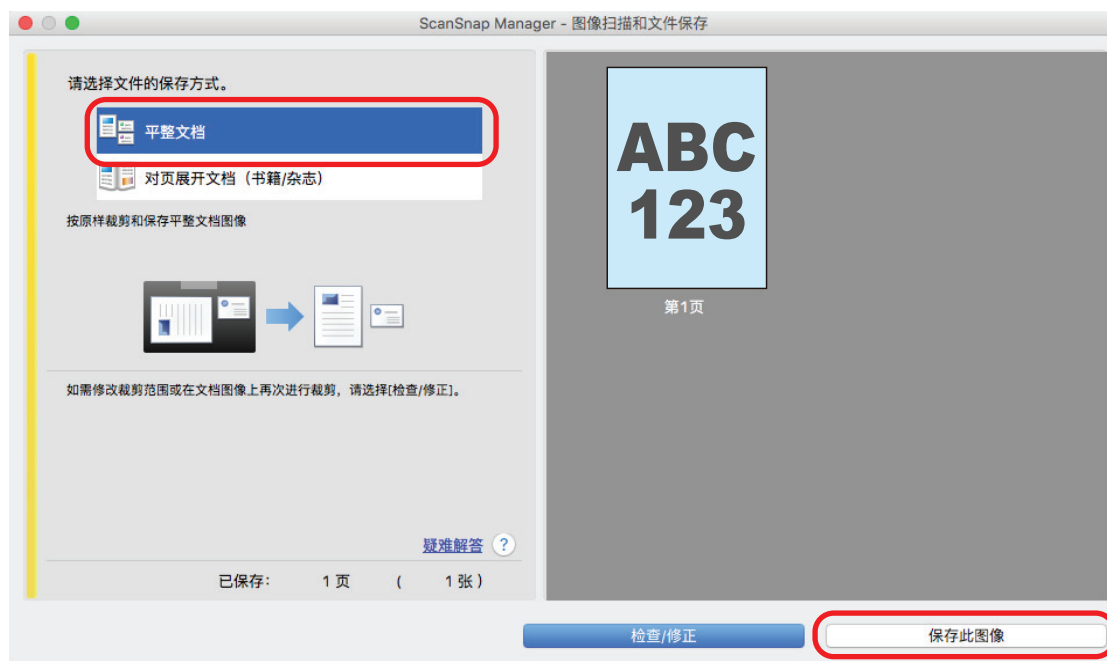 ScanSnap Manager - 图像扫描和文件保存
请选择文件的保存方式。
平整文档
对页展开文档（书籍/杂志）
按原样裁剪和保存平整文档图像
如需修改裁剪范围或在文档图像上再次进行裁剪，请选择[检查/修正]。
疑难解答 ?
已保存： 1 页 ( 1 张 )
ABC
123
第1页
检查/修正
保存此图像